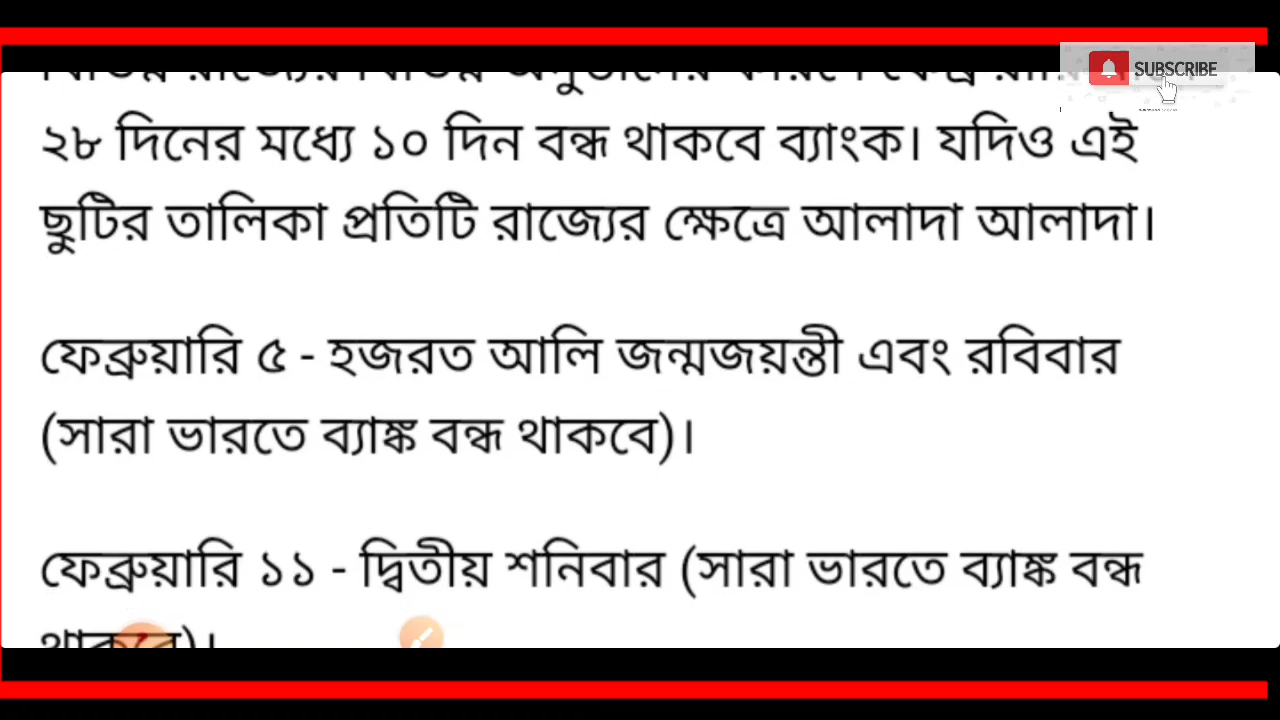 বিভিন্ন রাজ্যের বিভিন্ন
SUBSCRIBE
২৮ দিনের মধ্যে ১০ দিন বন্ধ থাকবে ব্যাংক। যদিও এই
ছুটির তালিকা প্রতিটি রাজ্যের ক্ষেত্রে আলাদা আলাদা।
ফেব্রুয়ারি ৫ - হজরত আলি জন্মজয়ন্তী এবং রবিবার
(সারা ভারতে ব্যাঙ্ক বন্ধ থাকবে)।
ফেব্রুয়ারি ১১ - দ্বিতীয় শনিবার (সারা ভারতে ব্যাঙ্ক বন্ধ
থাকবে)।